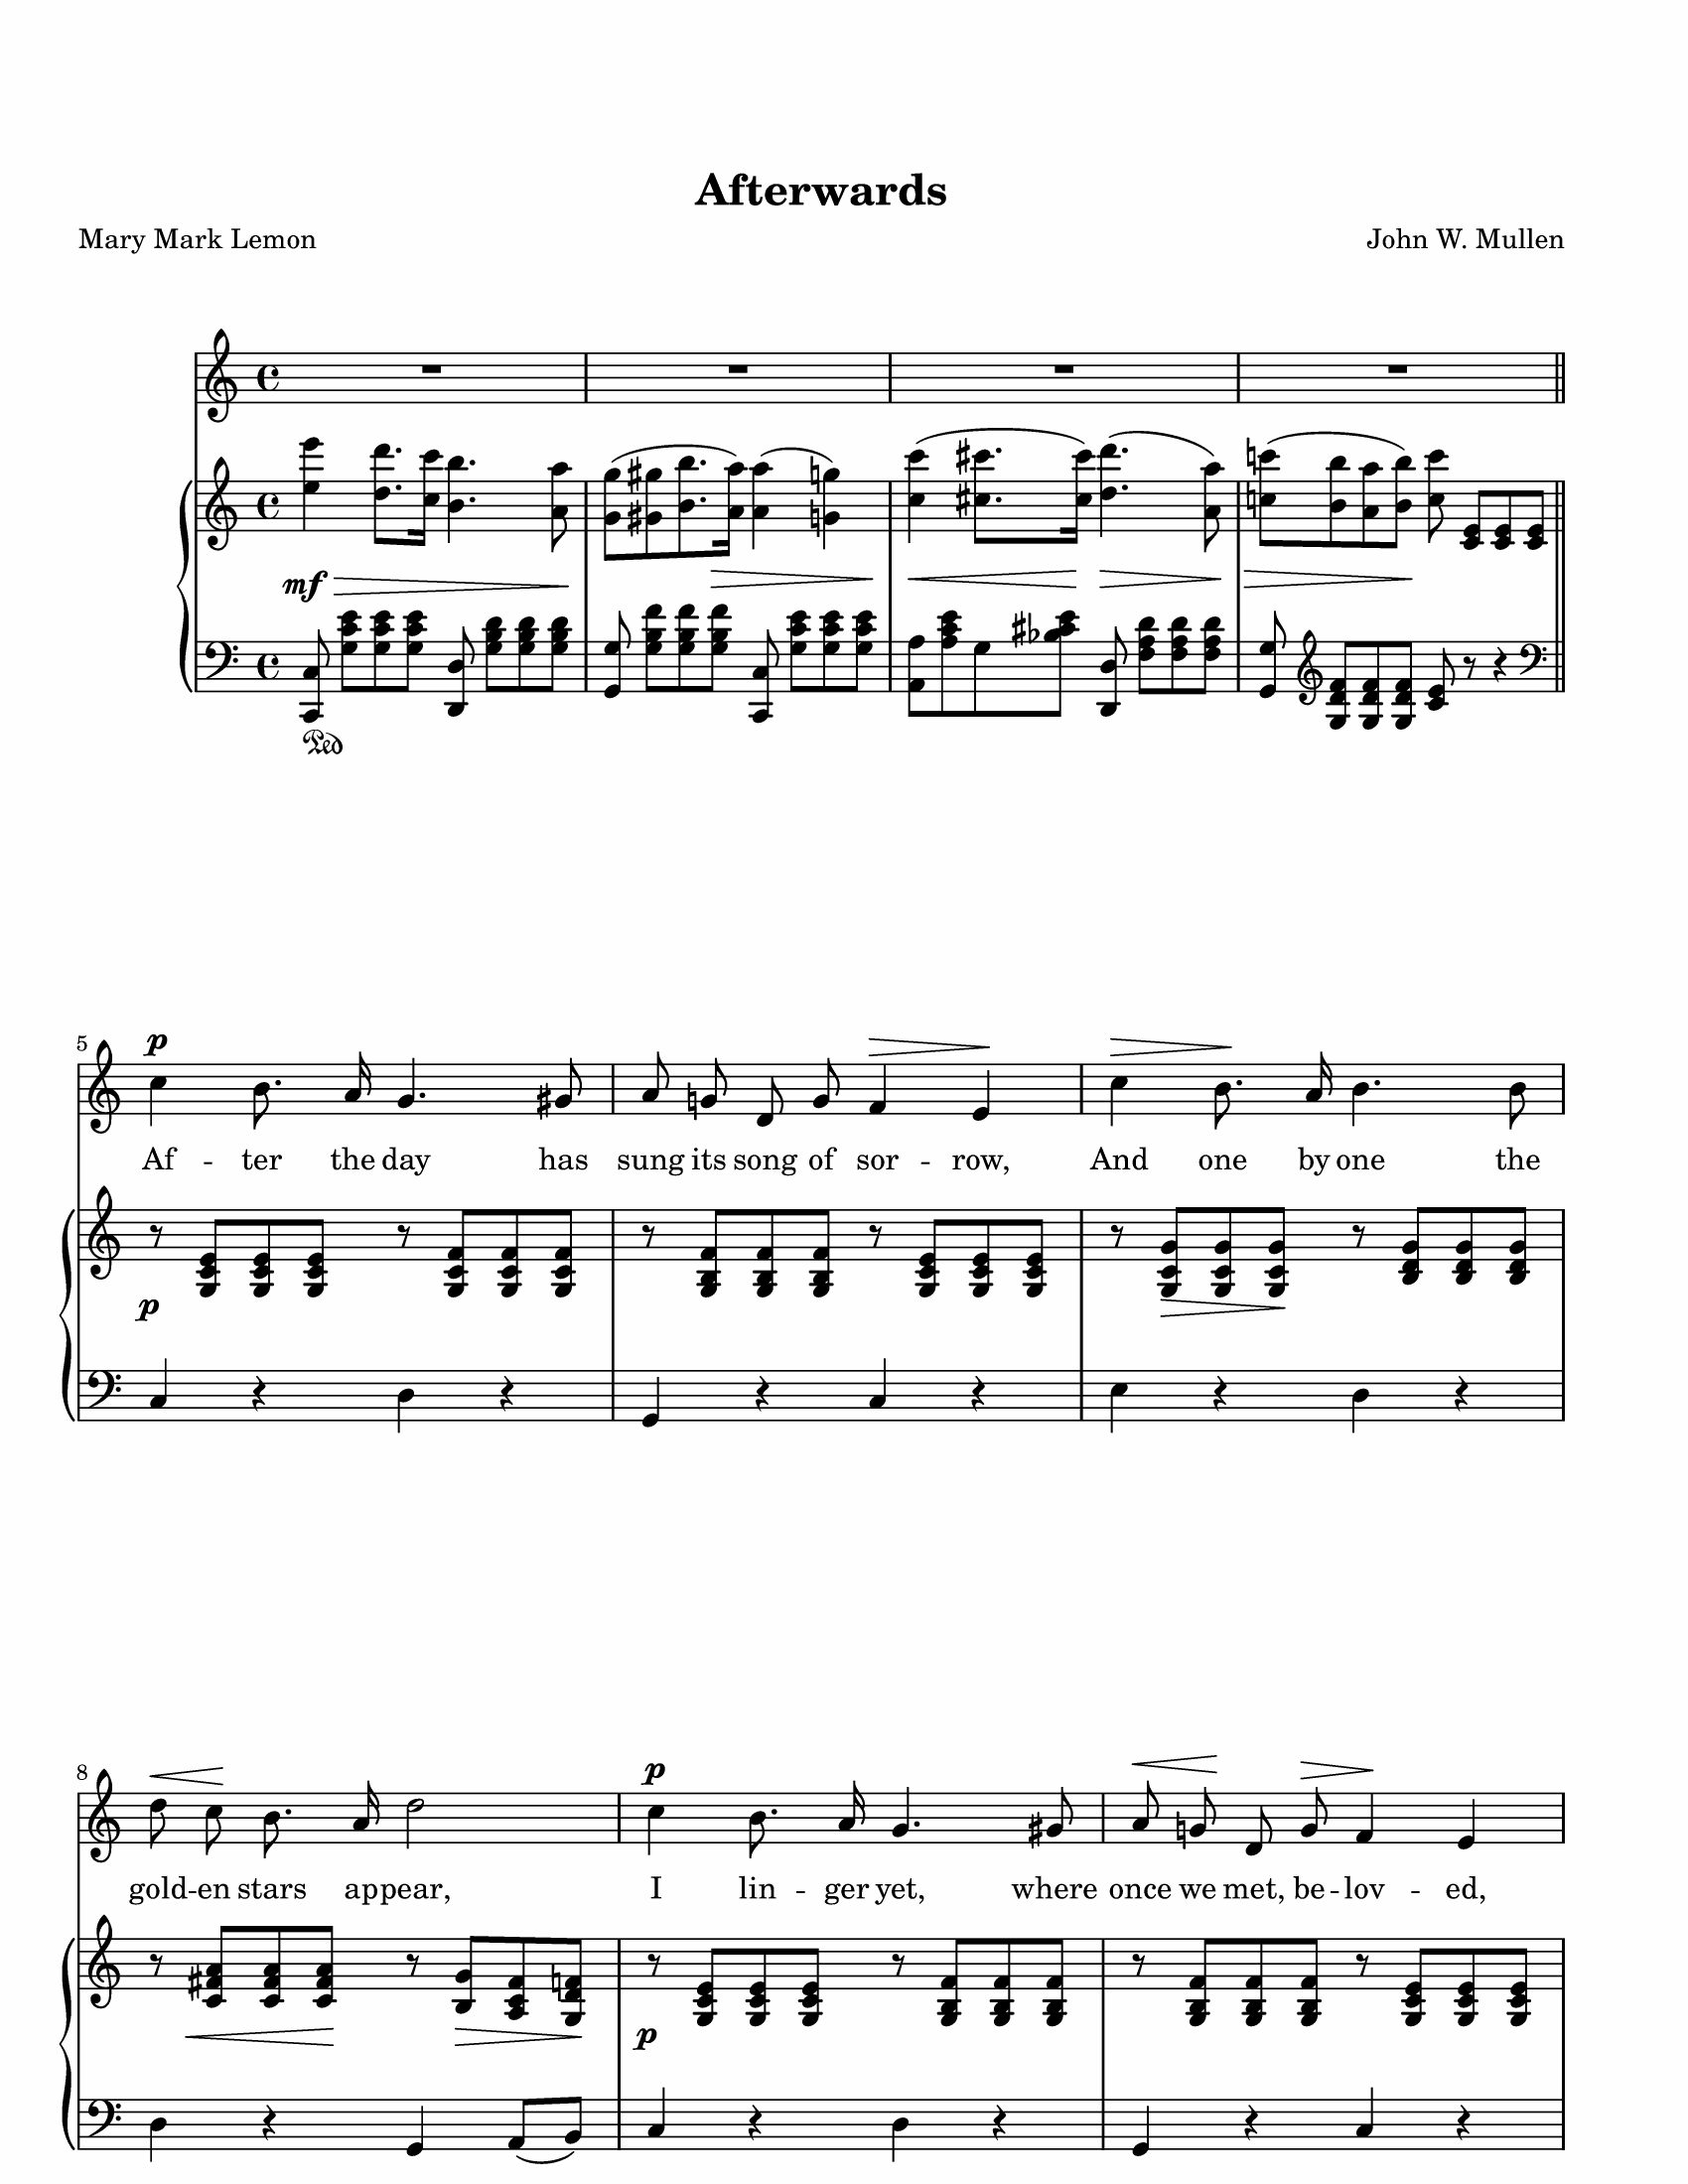 Afterwards
Mary Mark Lemon John W. Mullen
mf
Ped
5
p
Af -- ter the day has sung its song of sor -- row, And one by one the
p
8
p
gold -- en stars appear, I lin -- ger yet, where once we met, be -- lov -- ed,
p